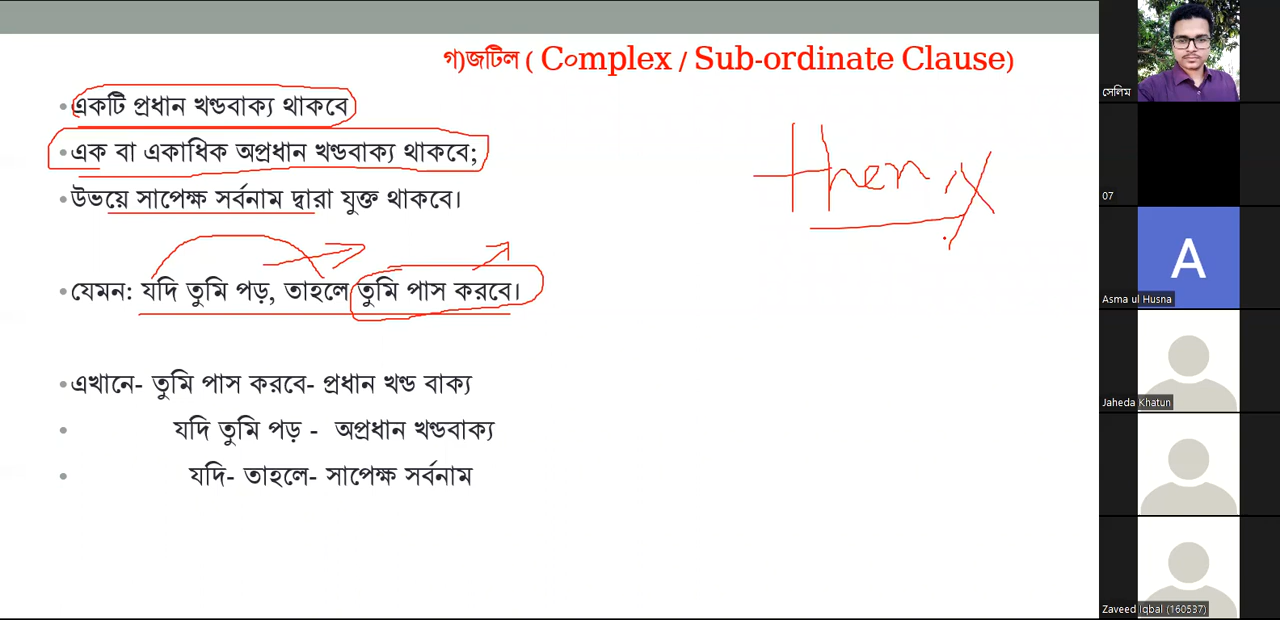 গ)জটিল ( Complex / Sub-ordinate Clause)
•একটি প্রধান খন্ডবাক্য থাকবে
•এক বা একাধিক অপ্রধান খন্ডবাক্য থাকবে;
•উভয়ে সাপেক্ষ সর্বনাম দ্বারা যুক্ত থাকবে।
then x
•যেমন: যদি তুমি পড়, তাহলে তুমি পাস করবে।
•এখানে- তুমি পাস করবে- প্রধান খন্ড বাক্য
• যদি তুমি পড় - অপ্রধান খন্ডবাক্য
• যদি- তাহলে- সাপেক্ষ সর্বনাম
সেলিম
07
A
Asma ul Husna
Jaheda Khatun
Zaveed Iqbal (160537)